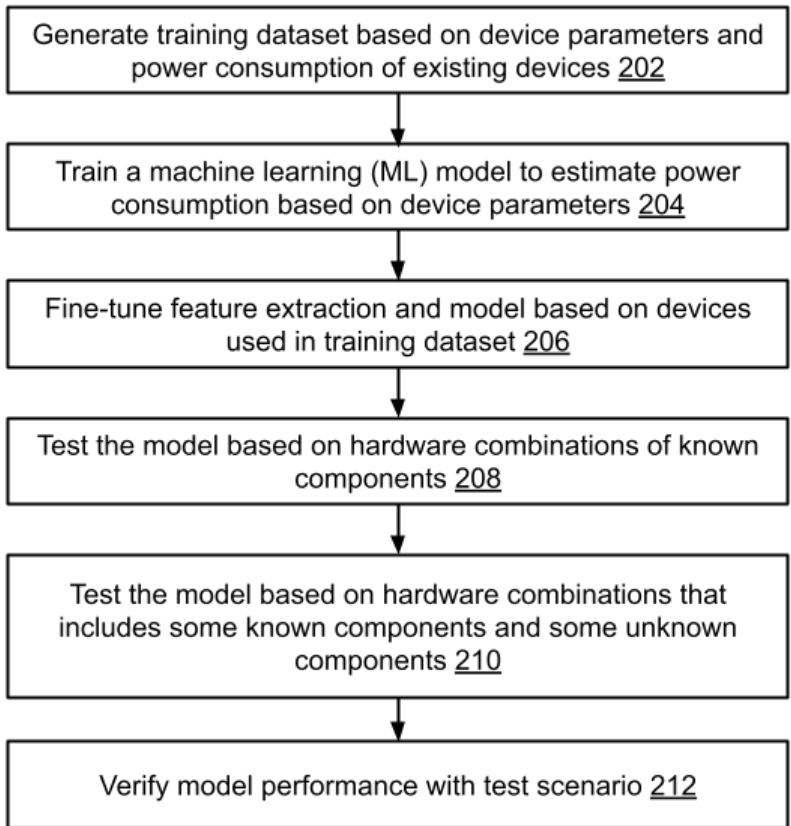 Generate training dataset based on device parameters and
power consumption of existing devices 202
Train a machine learning (ML) model to estimate power
consumption based on device parameters 204
Fine-tune feature extraction and model based on devices
used in training dataset 206
Test the model based on hardware combinations of known
components 208
Test the model based on hardware combinations that
includes some known components and some unknown
components 210
Verify model performance with test scenario 212